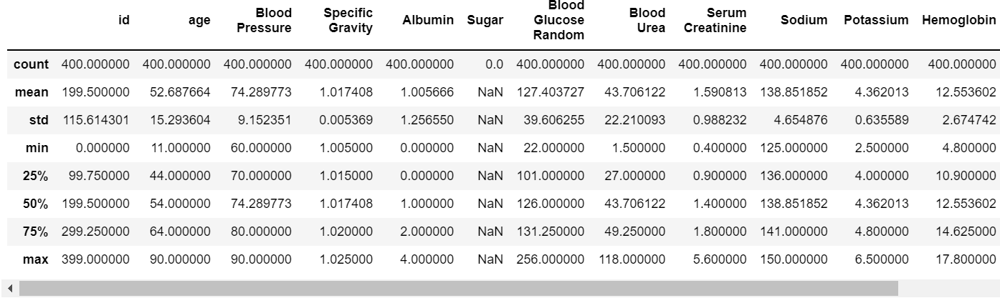 id age Blood Pressure Specific Gravity Albumin Sugar Blood Glucose Random Blood Urea Serum Creatinine Sodium Potassium Hemoglobin
count 400.000000 400.000000 400.000000 400.000000 400.000000 0.0 400.000000 400.000000 400.000000 400.000000 400.000000 400.000000
mean 199.500000 52.687664 74.289773 1.017408 1.005666 NaN 127.403727 43.706122 1.590813 138.851852 4.362013 12.553602
std 115.614301 15.293604 9.152351 0.005369 1.256550 NaN 39.606255 22.210093 0.988232 4.654876 0.635589 2.674742
min 0.000000 11.000000 60.000000 1.005000 0.000000 NaN 22.000000 1.500000 0.400000 125.000000 2.500000 4.800000
25% 99.750000 44.000000 70.000000 1.015000 0.000000 NaN 101.000000 27.000000 0.900000 136.000000 4.000000 10.900000
50% 199.500000 54.000000 74.289773 1.017408 1.000000 NaN 126.000000 43.706122 1.400000 138.851852 4.362013 12.553602
75% 299.250000 64.000000 80.000000 1.020000 2.000000 NaN 131.250000 49.250000 1.800000 141.000000 4.800000 14.625000
max 399.000000 90.000000 90.000000 1.025000 4.000000 NaN 256.000000 118.000000 5.600000 150.000000 6.500000 17.800000